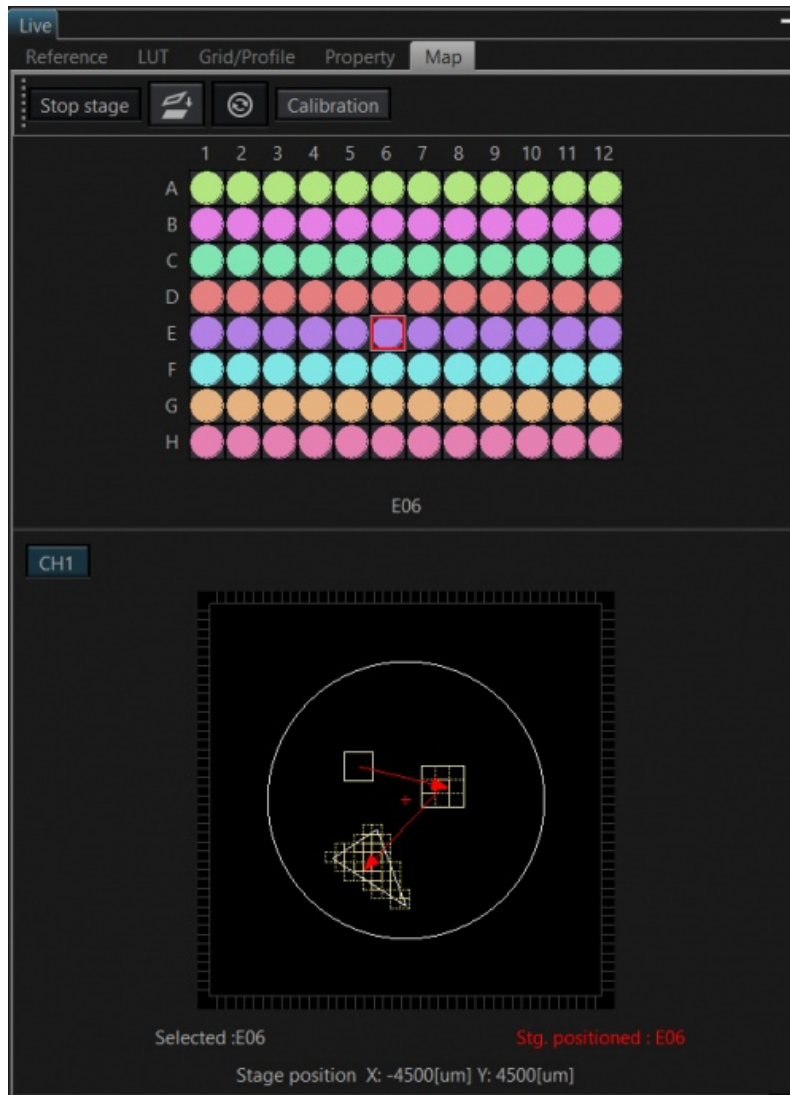 Live
Reference LUT Grid/Profile Property Map
Stop stage Calibration
1 2 3 4 5 6 7 8 9 10 11 12
A
B
C
D
E
F
G
H
E06
CH1
Selected :E06 Stg. positioned : E06
Stage position X: -4500[um] Y: 4500[um]